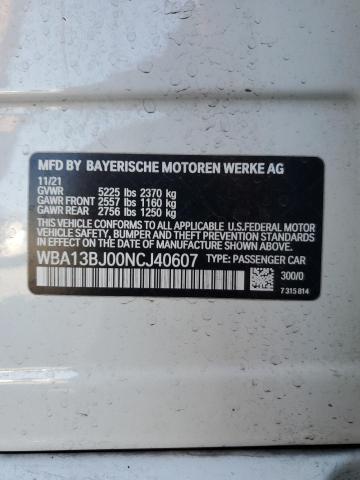 MFD BY BAYERISCHE MOTOREN WERKE AG
11/21
GVWR 5225 lbs 2370 kg
GAWR FRONT 2557 lbs 1160 kg
GAWR REAR 2756 lbs 1250 kg
THIS VEHICLE CONFORMS TO ALL APPLICABLE U.S.FEDERAL MOTOR
VEHICLE SAFETY, BUMPER, AND THEFT PREVENTION STANDARDS
IN EFFECT ON THE DATE OF MANUFACTURE SHOWN ABOVE.
WBA13BJ00NCJ40607 TYPE: PASSENGER CAR
300/0
7 315 814